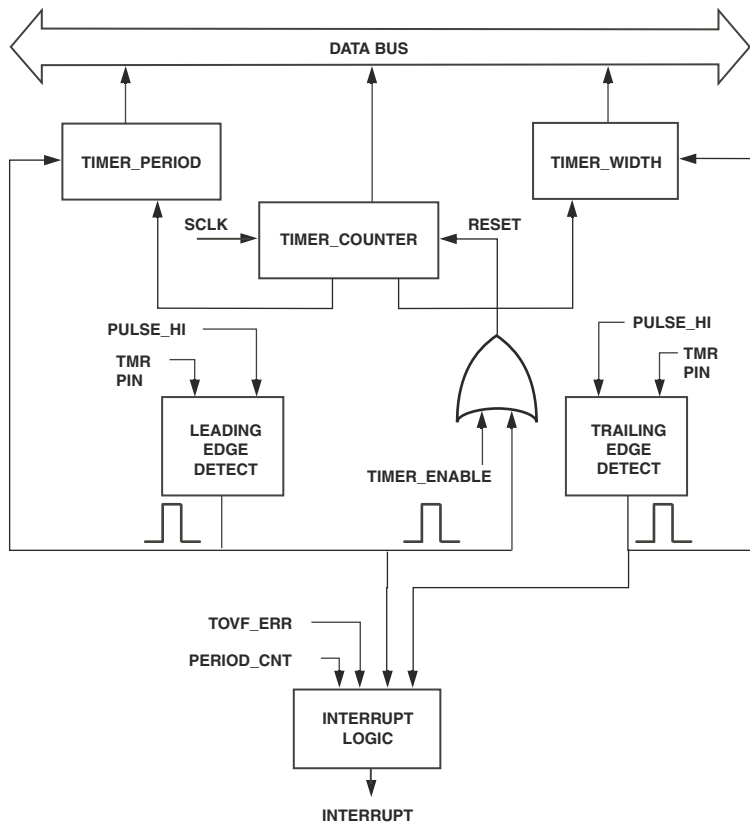 DATA BUS
TIMER_PERIOD
TIMER_WIDTH
SCLK
TIMER_COUNTER
RESET
PULSE_HI
TMR
PIN
LEADING
EDGE
DETECT
TIMER_ENABLE
PULSE_HI
TMR
PIN
TRAILING
EDGE
DETECT
TOVF_ERR
PERIOD_CNT
INTERRUPT
LOGIC
INTERRUPT